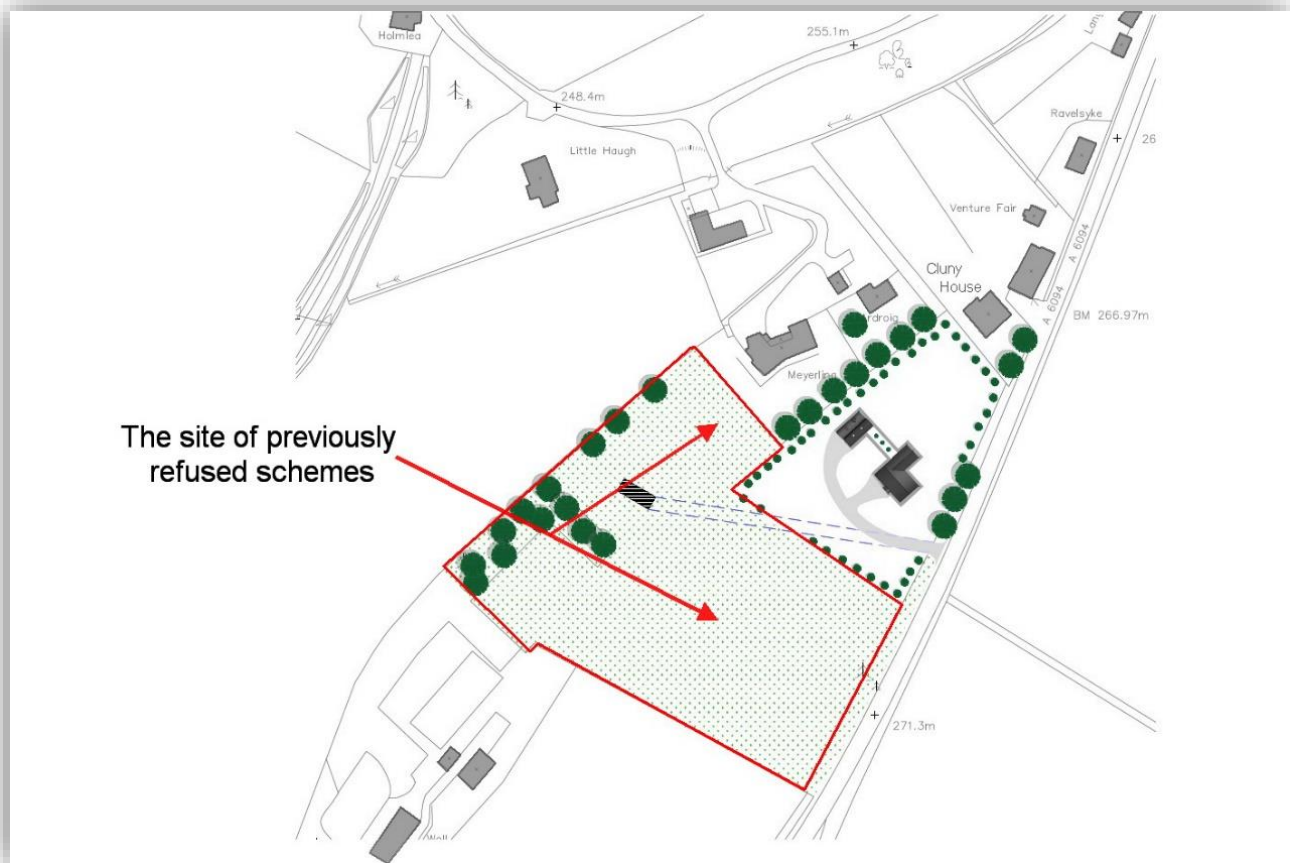 Holmlea
255.1m
248.4m
Little Haugh
Ravelsyke
26
Venture Fair
A 6094
Cluny
House
A 6094
BM 266.97m
Meyerling
The site of previously
refused schemes
271.3m